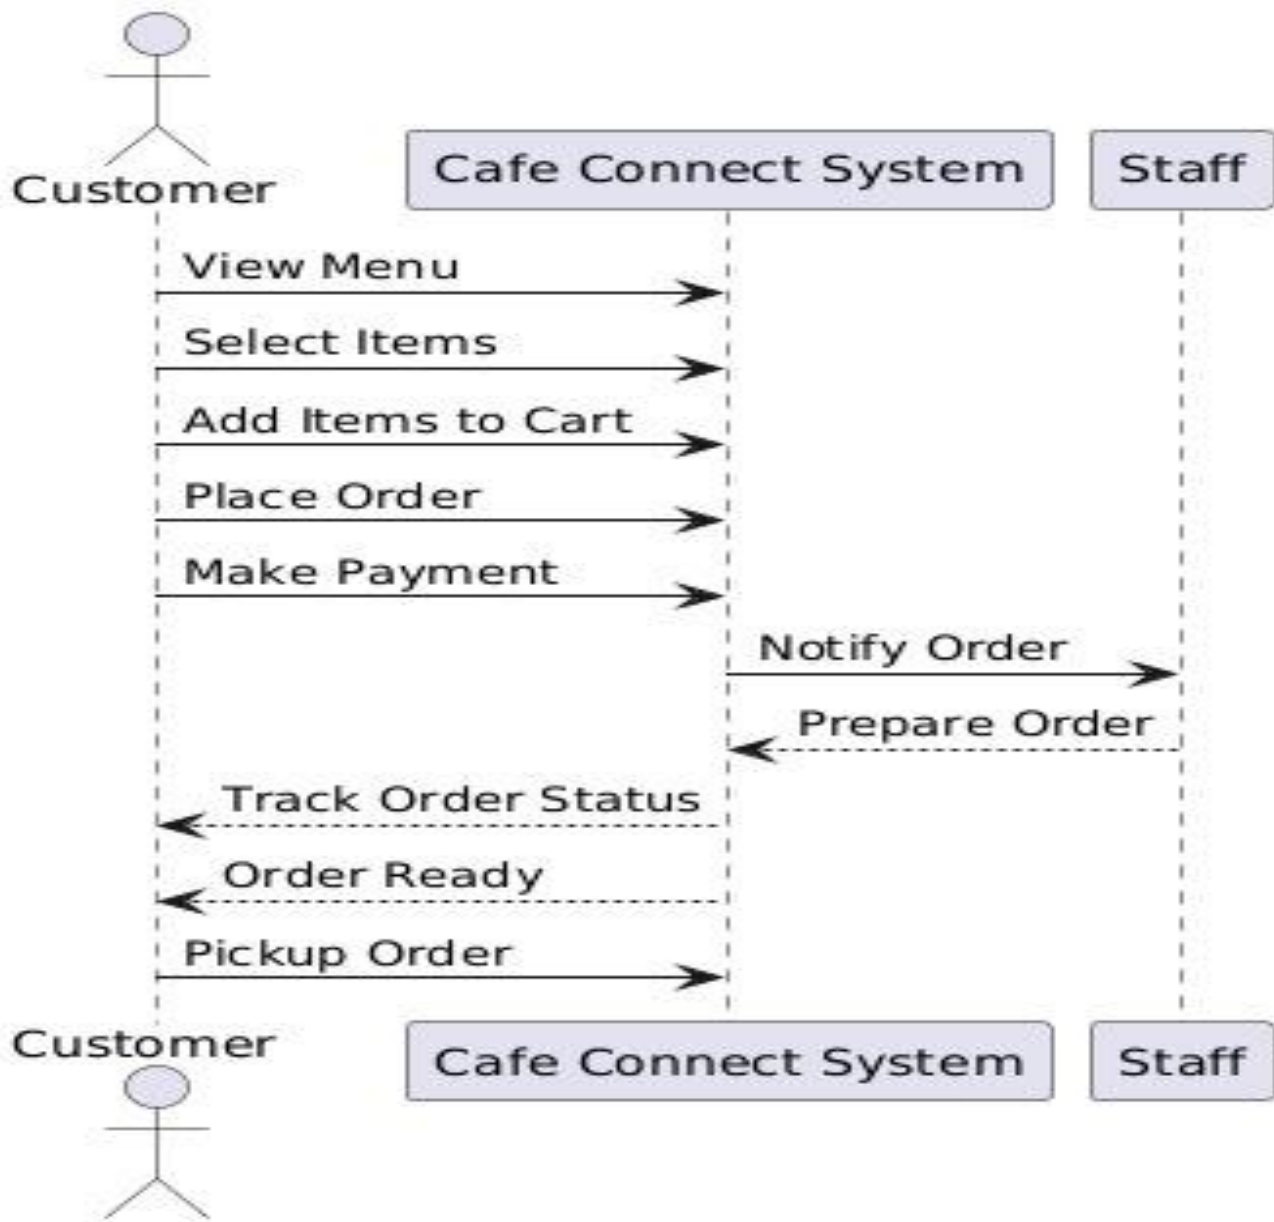 Customer
Cafe Connect System
Staff
View Menu
Select Items
Add Items to Cart
Place Order
Make Payment
Notify Order
Prepare Order
Track Order Status
Order Ready
Pickup Order
Customer
Cafe Connect System
Staff